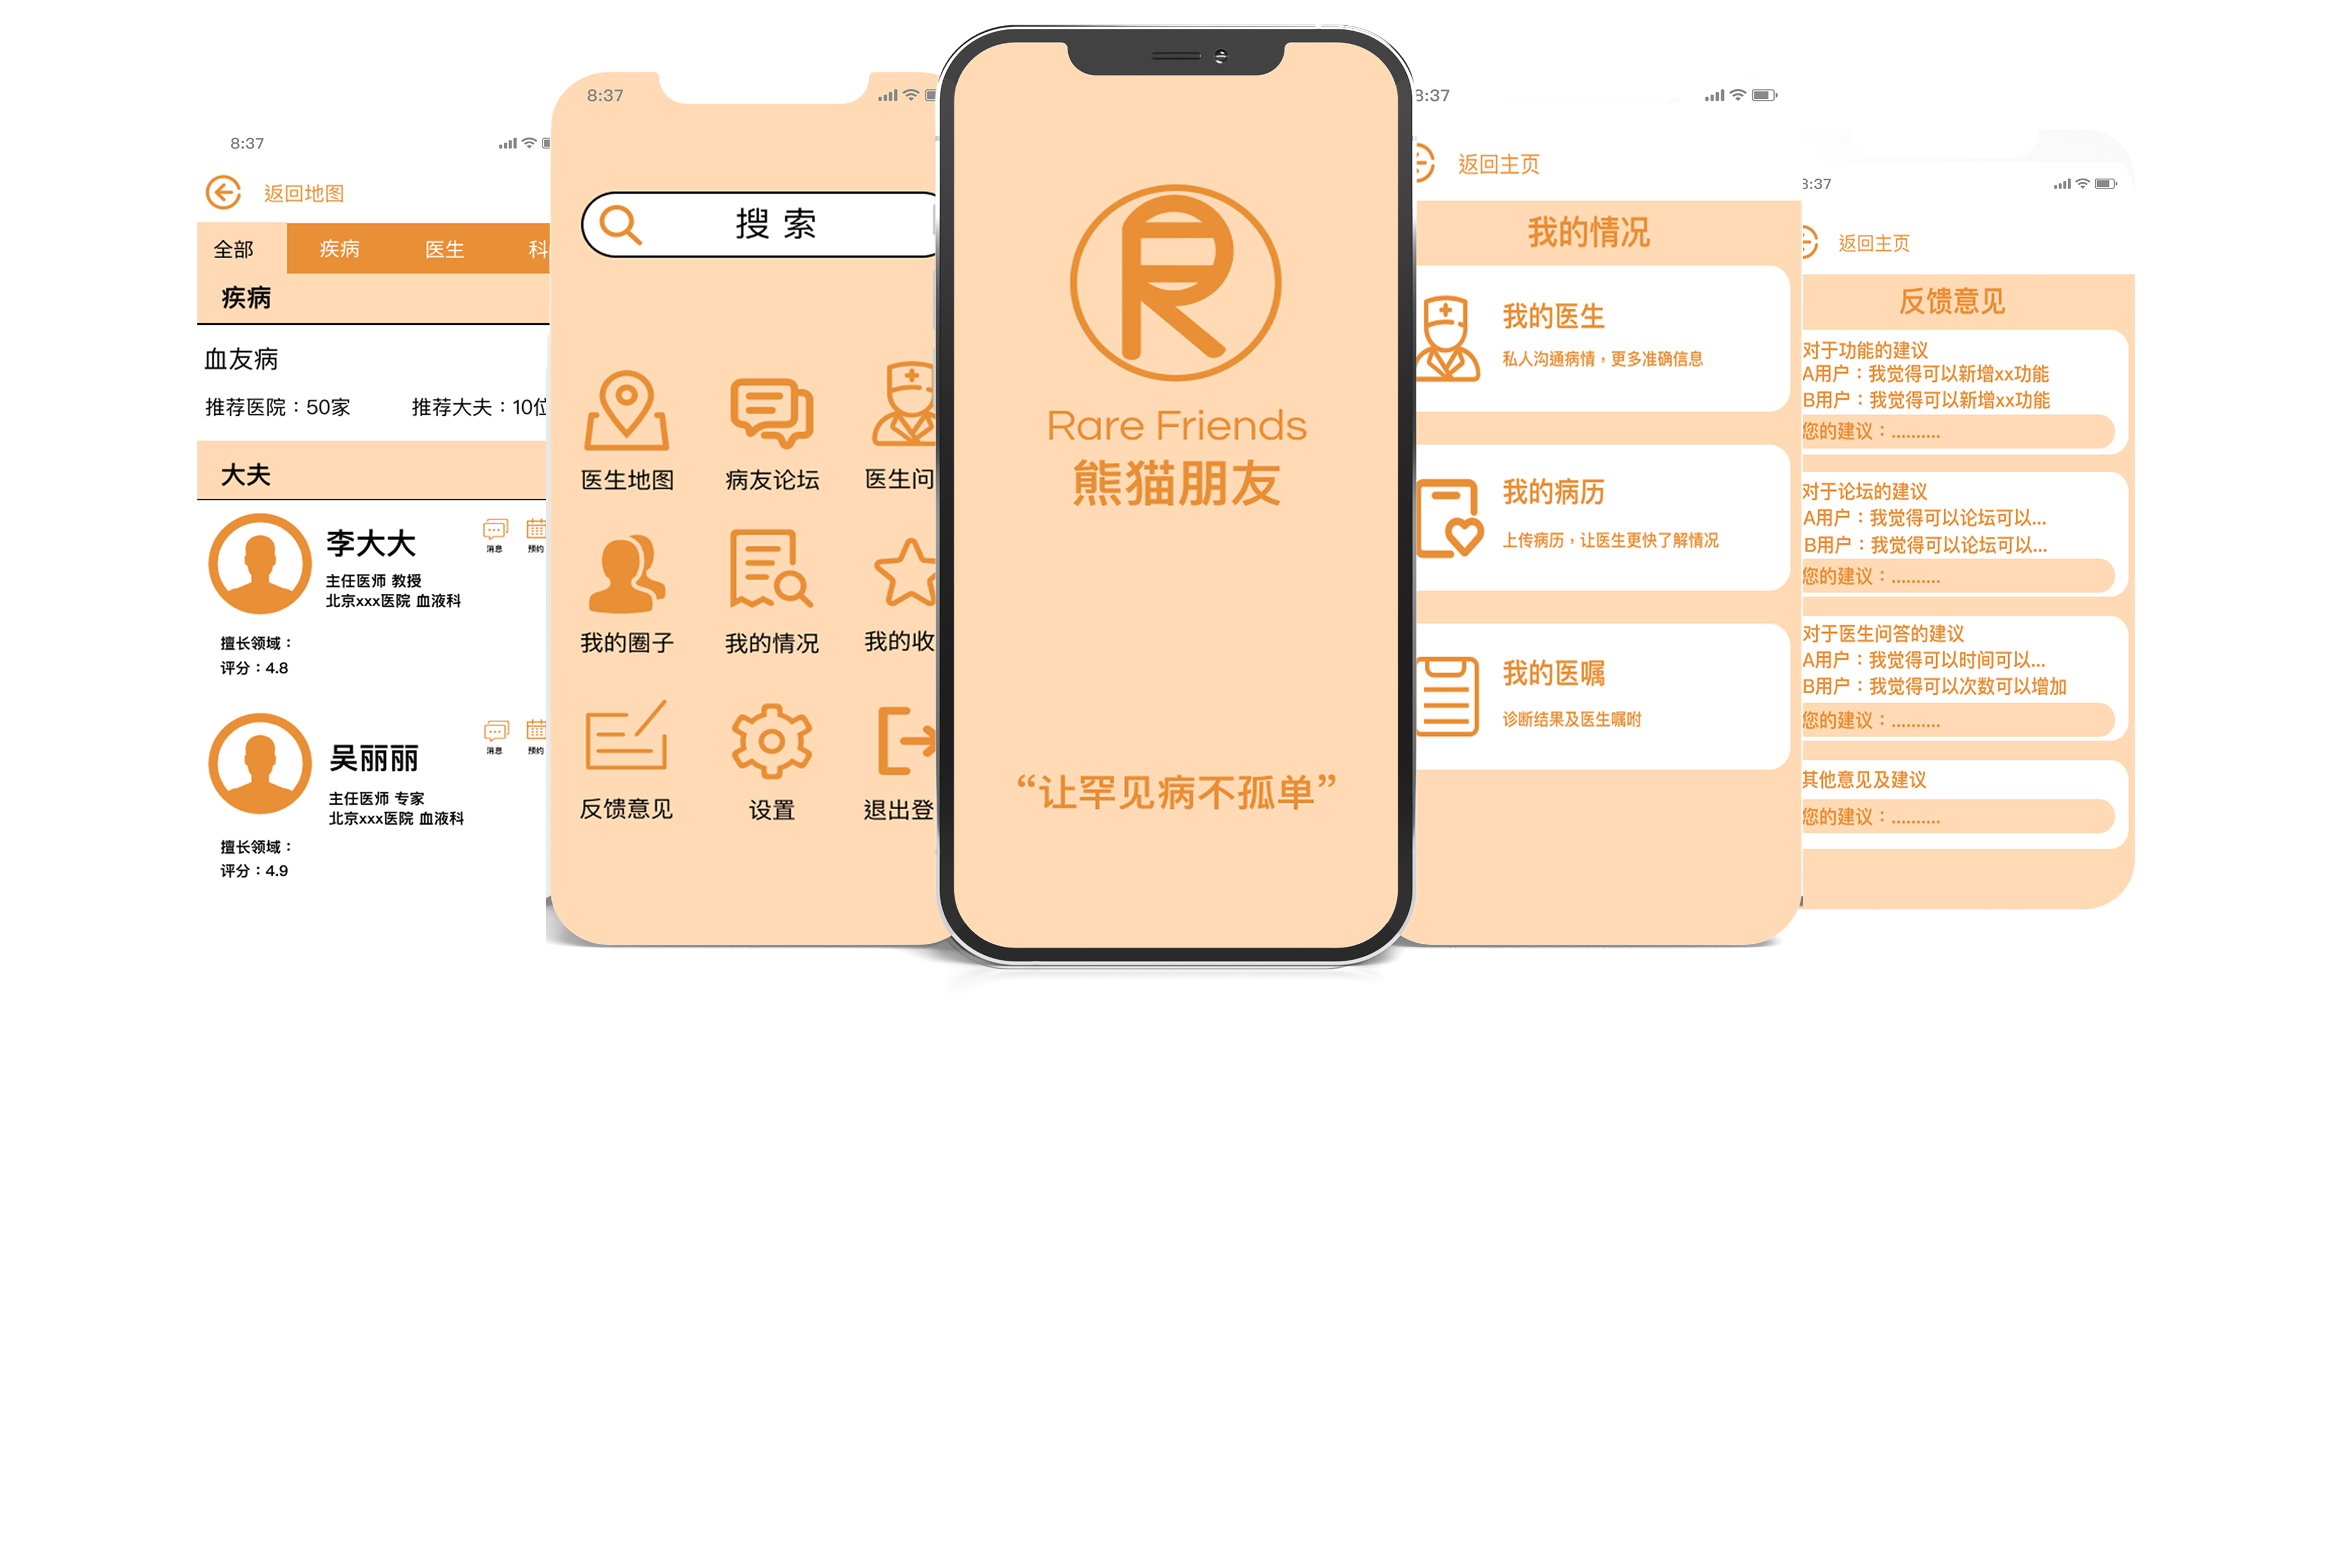 8:37
返回地图
全部 疾病 医生 科
疾病
血友病
推荐医院：50家 推荐大夫：10位
大夫
李大大
消息 预约
主任医师 教授
北京xxx医院 血液科
擅长领域：
评分：4.8
吴丽丽
消息 预约
主任医师 专家
北京xxx医院 血液科
擅长领域：
评分：4.9
8:37
搜 索
医生地图 病友论坛 医生问
我的圈子 我的情况 我的收
反馈意见 设置 退出登
R
Rare Friends
熊猫朋友
“让罕见病不孤单”
8:37
返回主页
我的情况
我的医生
私人沟通病情，更多准确信息
我的病历
上传病历，让医生更快了解情况
我的医嘱
诊断结果及医生嘱咐
8:37
返回主页
反馈意见
对于功能的建议
A用户：我觉得可以新增xx功能
B用户：我觉得可以新增xx功能
您的建议：..........
对于论坛的建议
A用户：我觉得可以论坛可以...
B用户：我觉得可以论坛可以...
您的建议：..........
对于医生问答的建议
A用户：我觉得可以时间可以...
B用户：我觉得可以次数可以增加
您的建议：..........
其他意见及建议
您的建议：..........